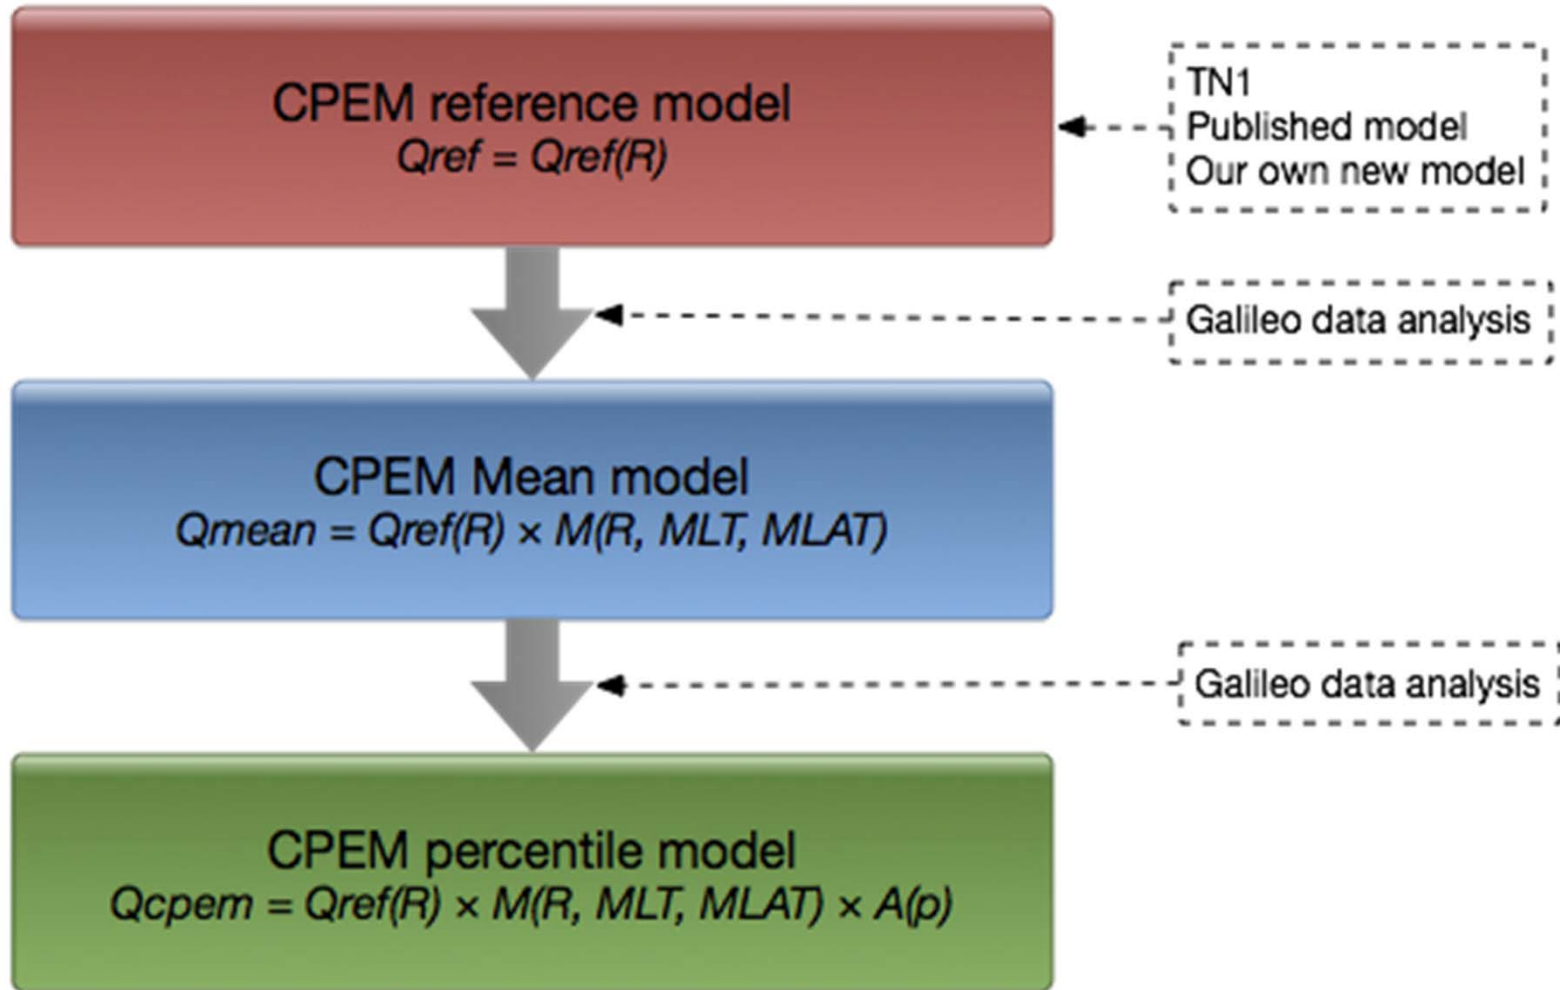 CPEM reference model
Qref = Qref(R)
TN1
Published model
Our own new model
Galileo data analysis
CPEM Mean model
Qmean = Qref(R) × M(R, MLT, MLAT)
Galileo data analysis
CPEM percentile model
Qcpem = Qref(R) × M(R, MLT, MLAT) × A(p)